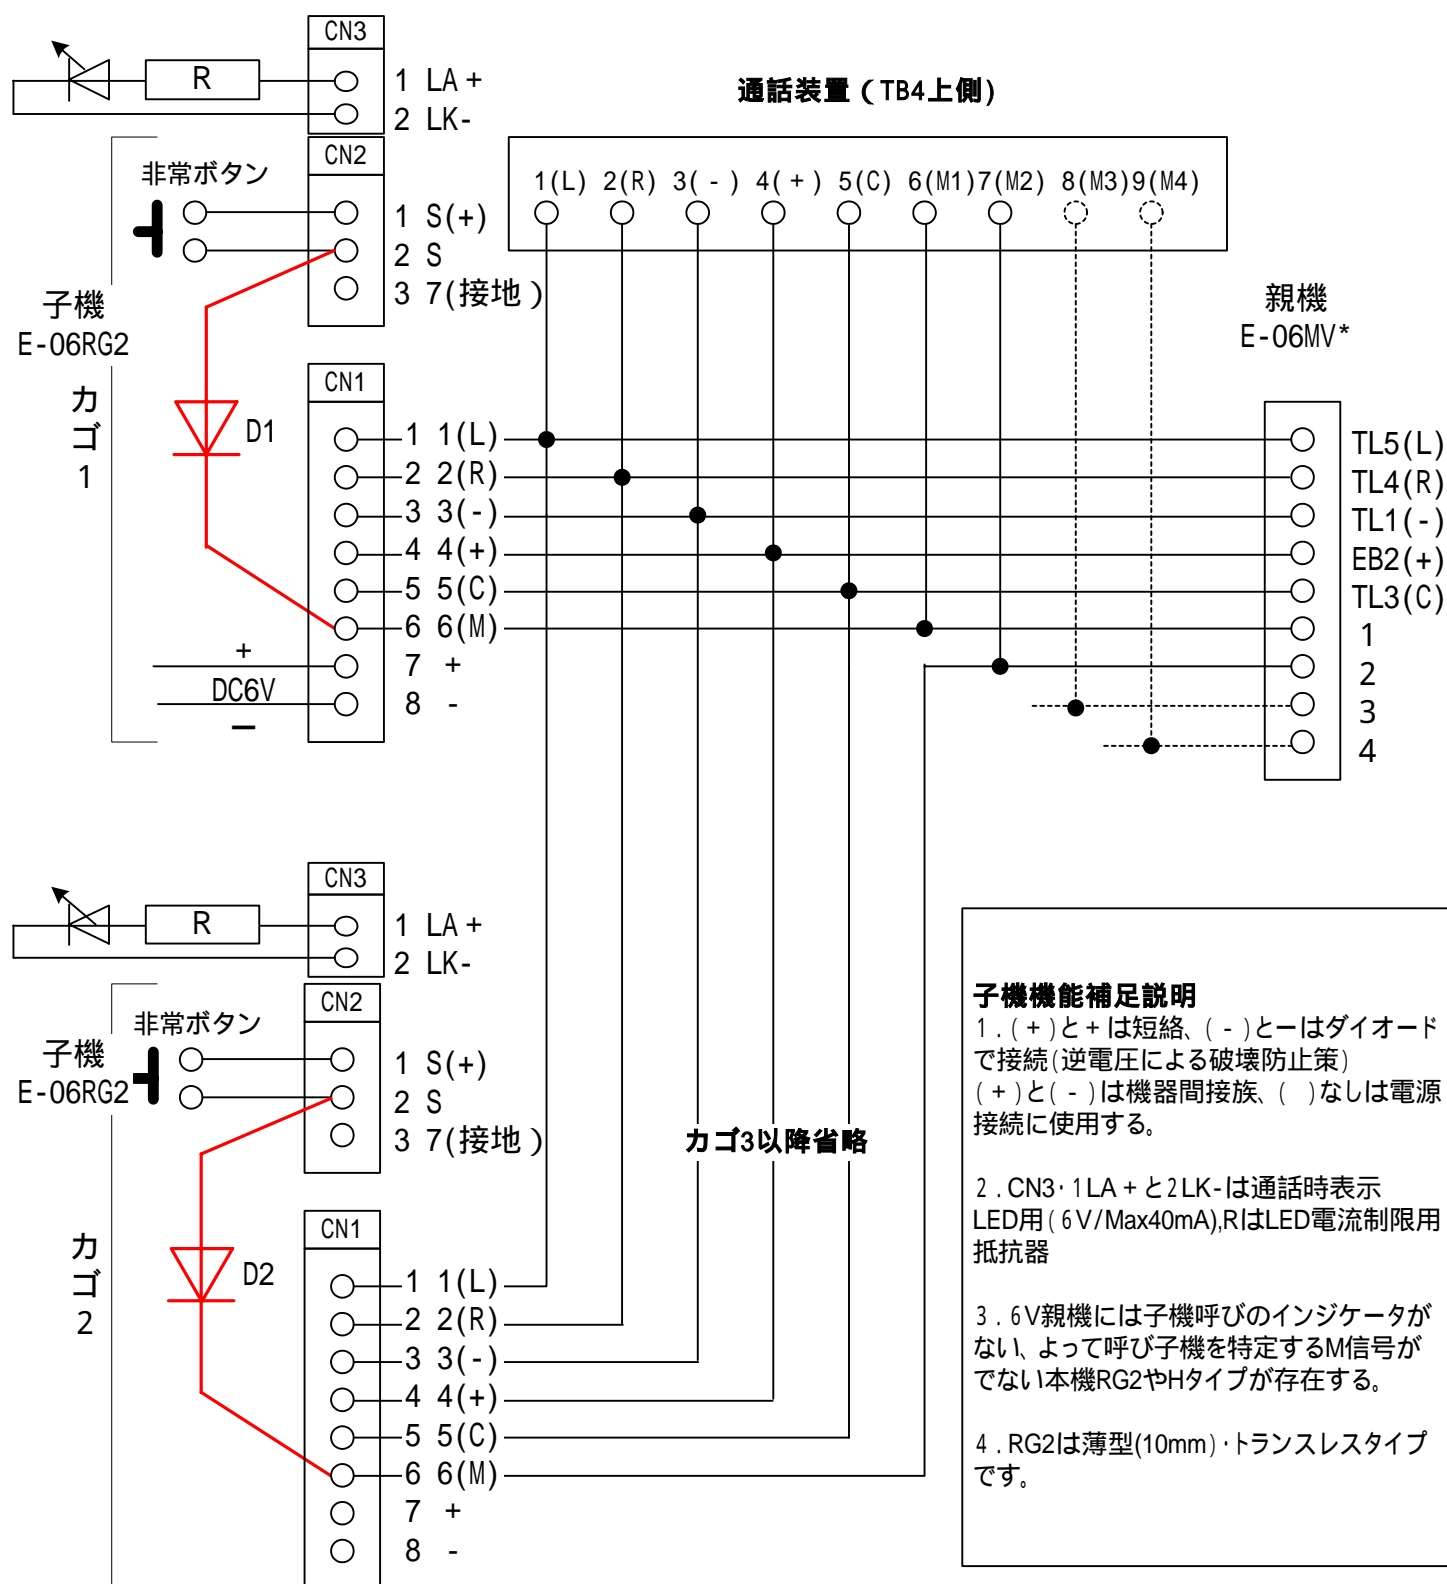 CN3
R
1 LA+
2 LK-
通話装置（TB4上側）
CN2
非常ボタン
1 S(+)
2 S
3 7(接地)
1(L) 2(R) 3(-) 4(+) 5(C) 6(M1) 7(M2) 8(M3) 9(M4)
子機
E-06RG2
カゴ1
親機
E-06MV*
CN1
D1
1 1(L)
2 2(R)
3 3(-)
4 4(+)
5 5(C)
6 6(M)
7 +
8 -
+
DC6V
ー
TL5(L)
TL4(R)
TL1(-)
EB2(+)
TL3(C)
1
2
3
4
CN3
R
1 LA+
2 LK-
CN2
非常ボタン
1 S(+)
2 S
3 7(接地)
子機
E-06RG2
カゴ2
カゴ3以降省略
CN1
D2
1 1(L)
2 2(R)
3 3(-)
4 4(+)
5 5(C)
6 6(M)
7 +
8 -
子機機能補足説明
1．(+)と+は短絡、(-)とーはダイオード
で接続(逆電圧による破壊防止策)
(+)と(-)は機器間接族、( )なしは電源
接続に使用する。
2．CN3･1LA+と2LK-は通話時表示
LED用(6V/Max40mA),RはLED電流制限用
抵抗器
3．6V親機には子機呼びのインジケータが
ない、よって呼び子機を特定するM信号が
でない本機RG2やHタイプが存在する。
4．RG2は薄型(10mm)･トランスレスタイプ
です。